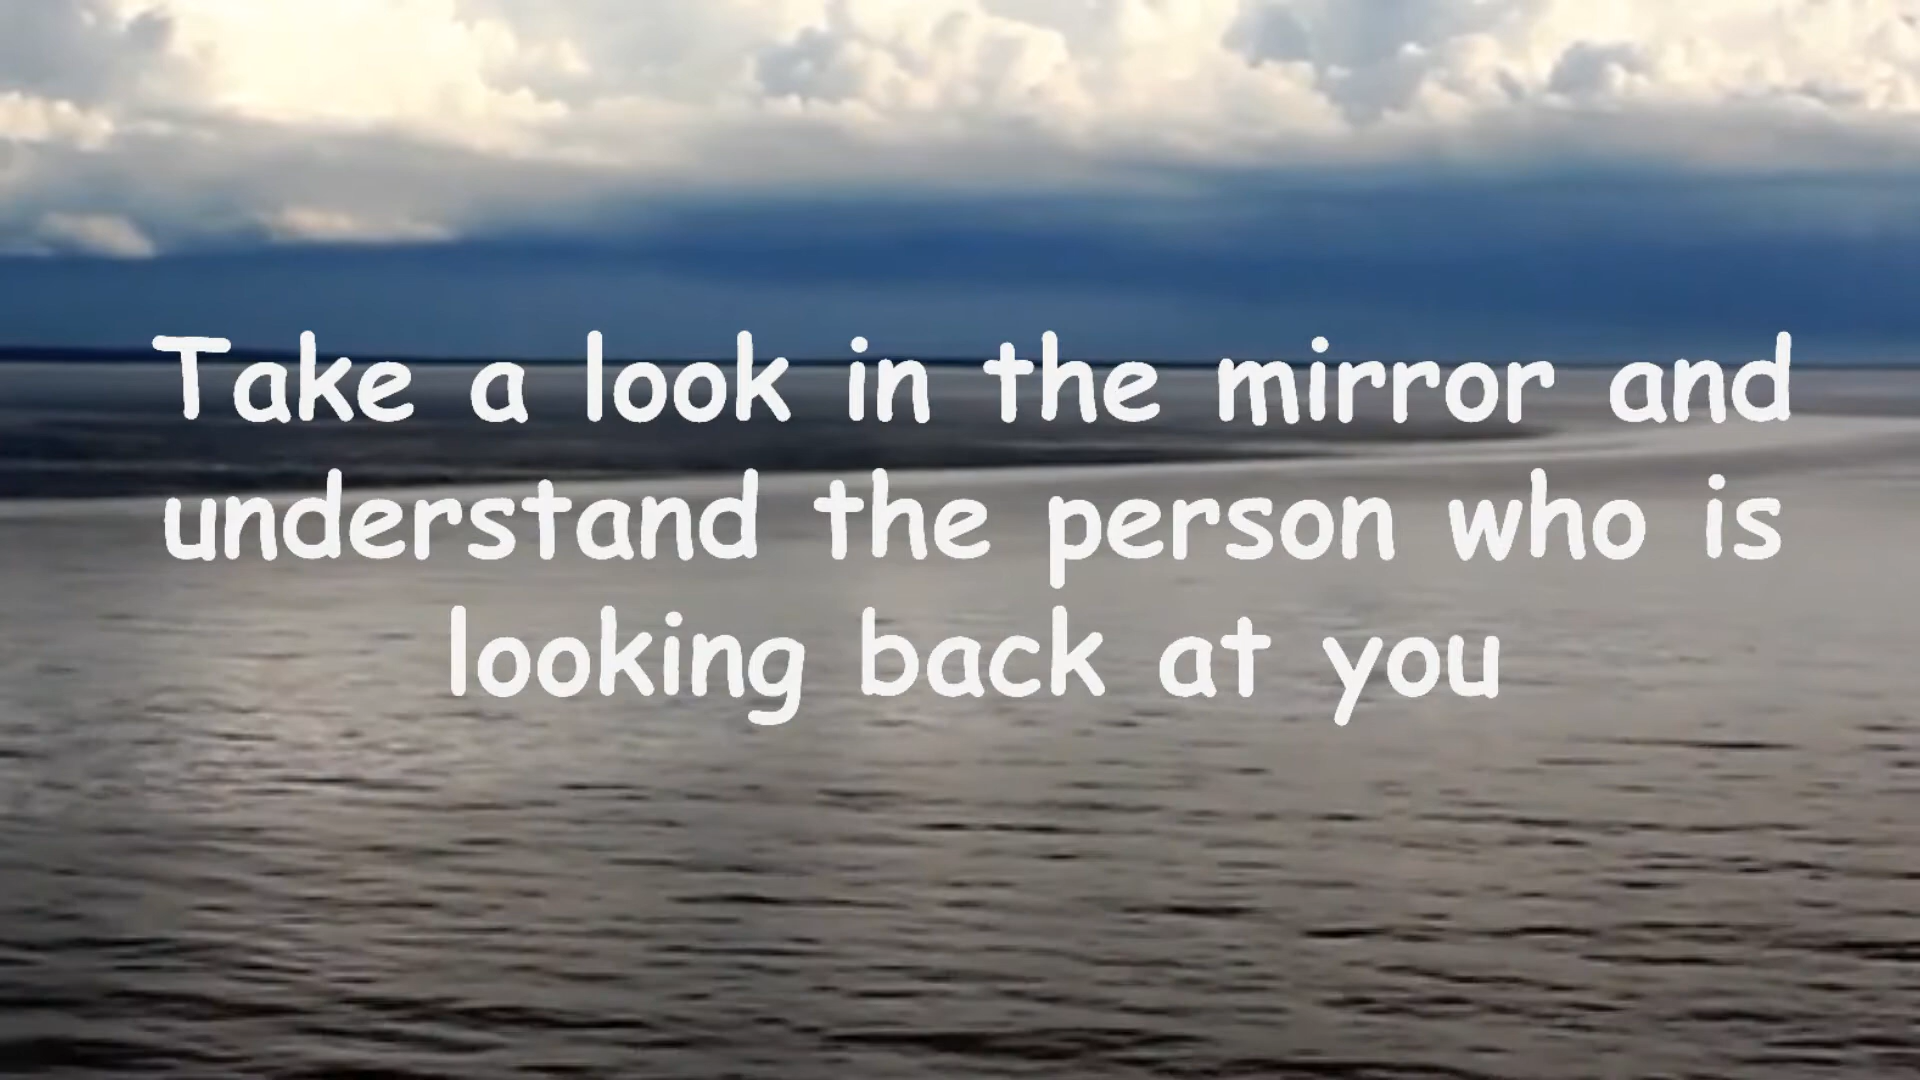 Take a look in the mirror and
understand the person who is
looking back at you